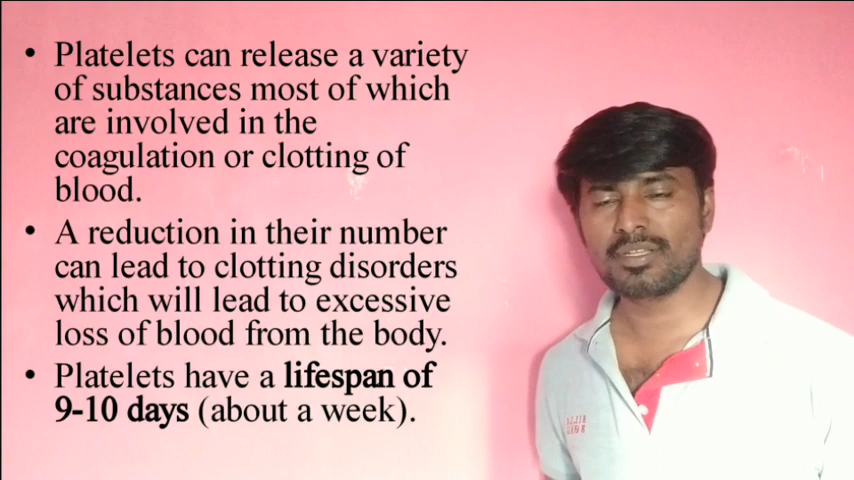 • Platelets can release a variety
of substances most of which
are involved in the
coagulation or clotting of
blood.
• A reduction in their number
can lead to clotting disorders
which will lead to excessive
loss of blood from the body.
• Platelets have a lifespan of
9-10 days (about a week).